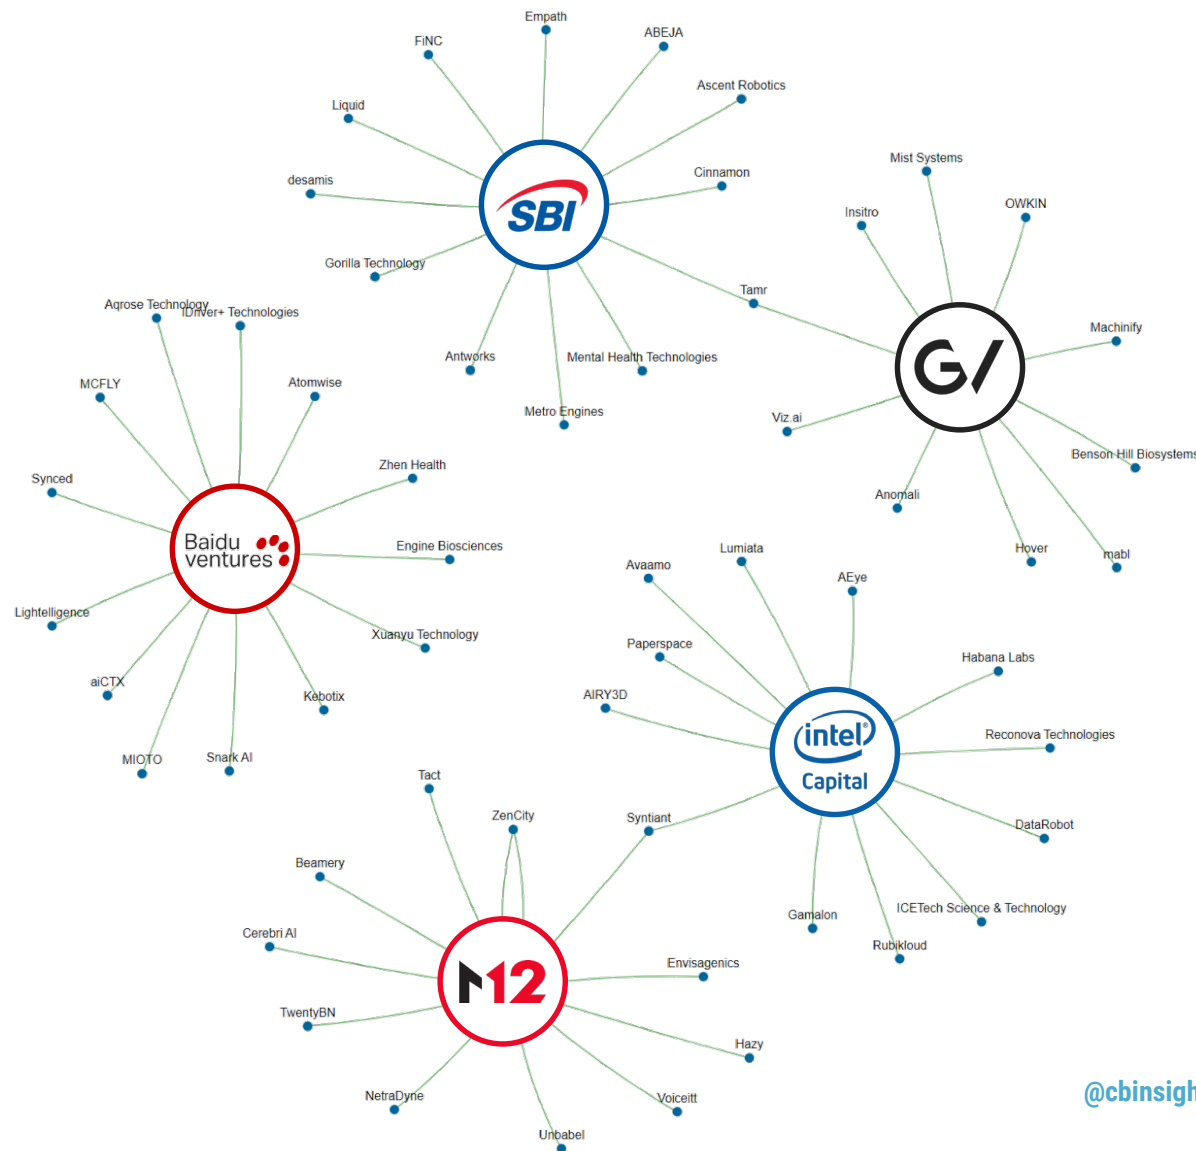 Empath
FiNC
ABEJA
Ascent Robotics
Liquid
Cinnamon
desamis
SBI
Gorilla Technology
Tamr
Antworks
Mental Health Technologies
Metro Engines
Mist Systems
Insitro
OWKIN
GV
Machinify
Viz.ai
Benson Hill Biosystems
Anomali
Hover
mabl
Aqrose Technology
iDriver+ Technologies
MCFLY
Atomwise
Synced
Zhen Health
Baidu
ventures
Engine Biosciences
Lightelligence
Xuanyu Technology
aiCTX
Kebotix
MIOTO
Snark AI
Lumiata
Avaamo
AEye
Paperspace
Habana Labs
AIRY3D
intel®
Capital
Reconova Technologies
DataRobot
Syntiant
Gamalon
ICETech Science & Technology
Rubikloud
Tact
ZenCity
Beamery
Cerebri AI
M12
Envisagenics
TwentyBN
Hazy
NetraDyne
Voiceitt
Unbabel
@cbinsigh